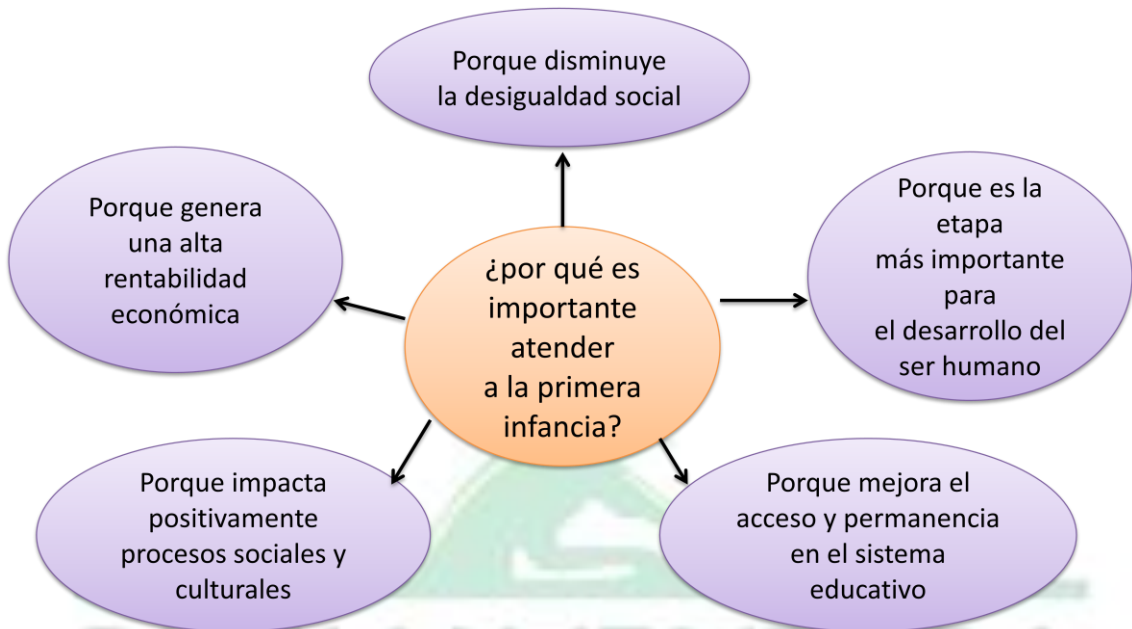 Porque disminuye
la desigualdad social
Porque genera
una alta
rentabilidad
económica
¿por qué es
importante
atender
a la primera
infancia?
Porque es la
etapa
más importante
para
el desarrollo del
ser humano
Porque impacta
positivamente
procesos sociales y
culturales
Porque mejora el
acceso y permanencia
en el sistema
educativo